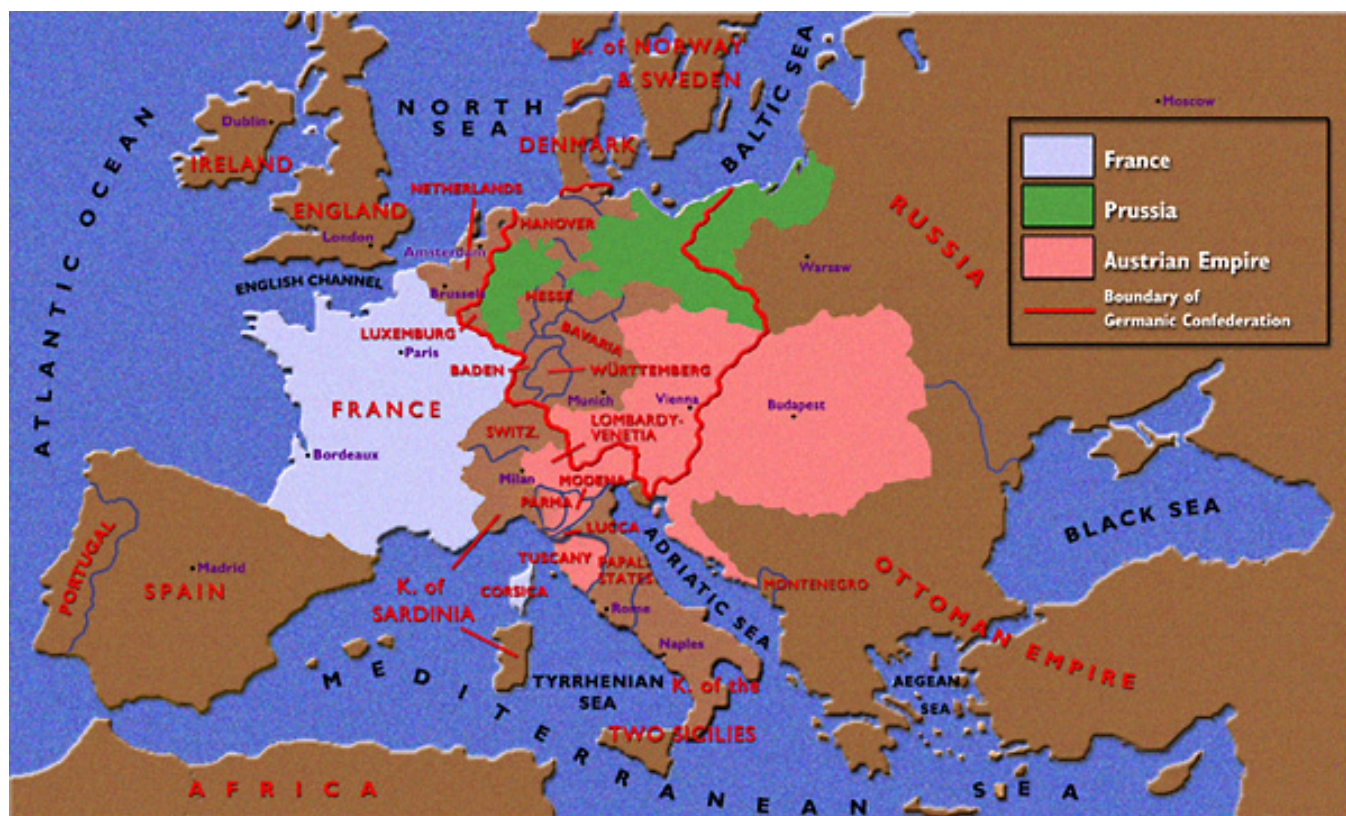 K. of NORWAY
& SWEDEN
BALTIC SEA
Moscow
NORTH
SEA
Dublin
IRELAND
DENMARK
ATLANTIC OCEAN
NETHERLANDS
ENGLAND
London
HANOVER
Amsterdam
RUSSIA
Warsaw
ENGLISH CHANNEL
Brussels
HESSE
LUXEMBURG
BAVARIA
Paris
BADEN
WÜRTTEMBERG
FRANCE
Munich
Vienna
Budapest
SWITZ.
LOMBARDY-
VENETIA
Bordeaux
Milan
MODENA
PARMA
LUCCA
BLACK SEA
ADRIATIC SEA
TUSCANY
PAPAL
STATES
MONTENEGRO
PORTUGAL
Madrid
SPAIN
CORSICA
K. of
SARDINIA
Rome
Naples
OTTOMAN EMPIRE
TYRRHENIAN
SEA
K. of the
TWO SICILIES
AEGEAN
SEA
MEDITERRANEAN SEA
AFRICA
France
Prussia
Austrian Empire
Boundary of
Germanic Confederation